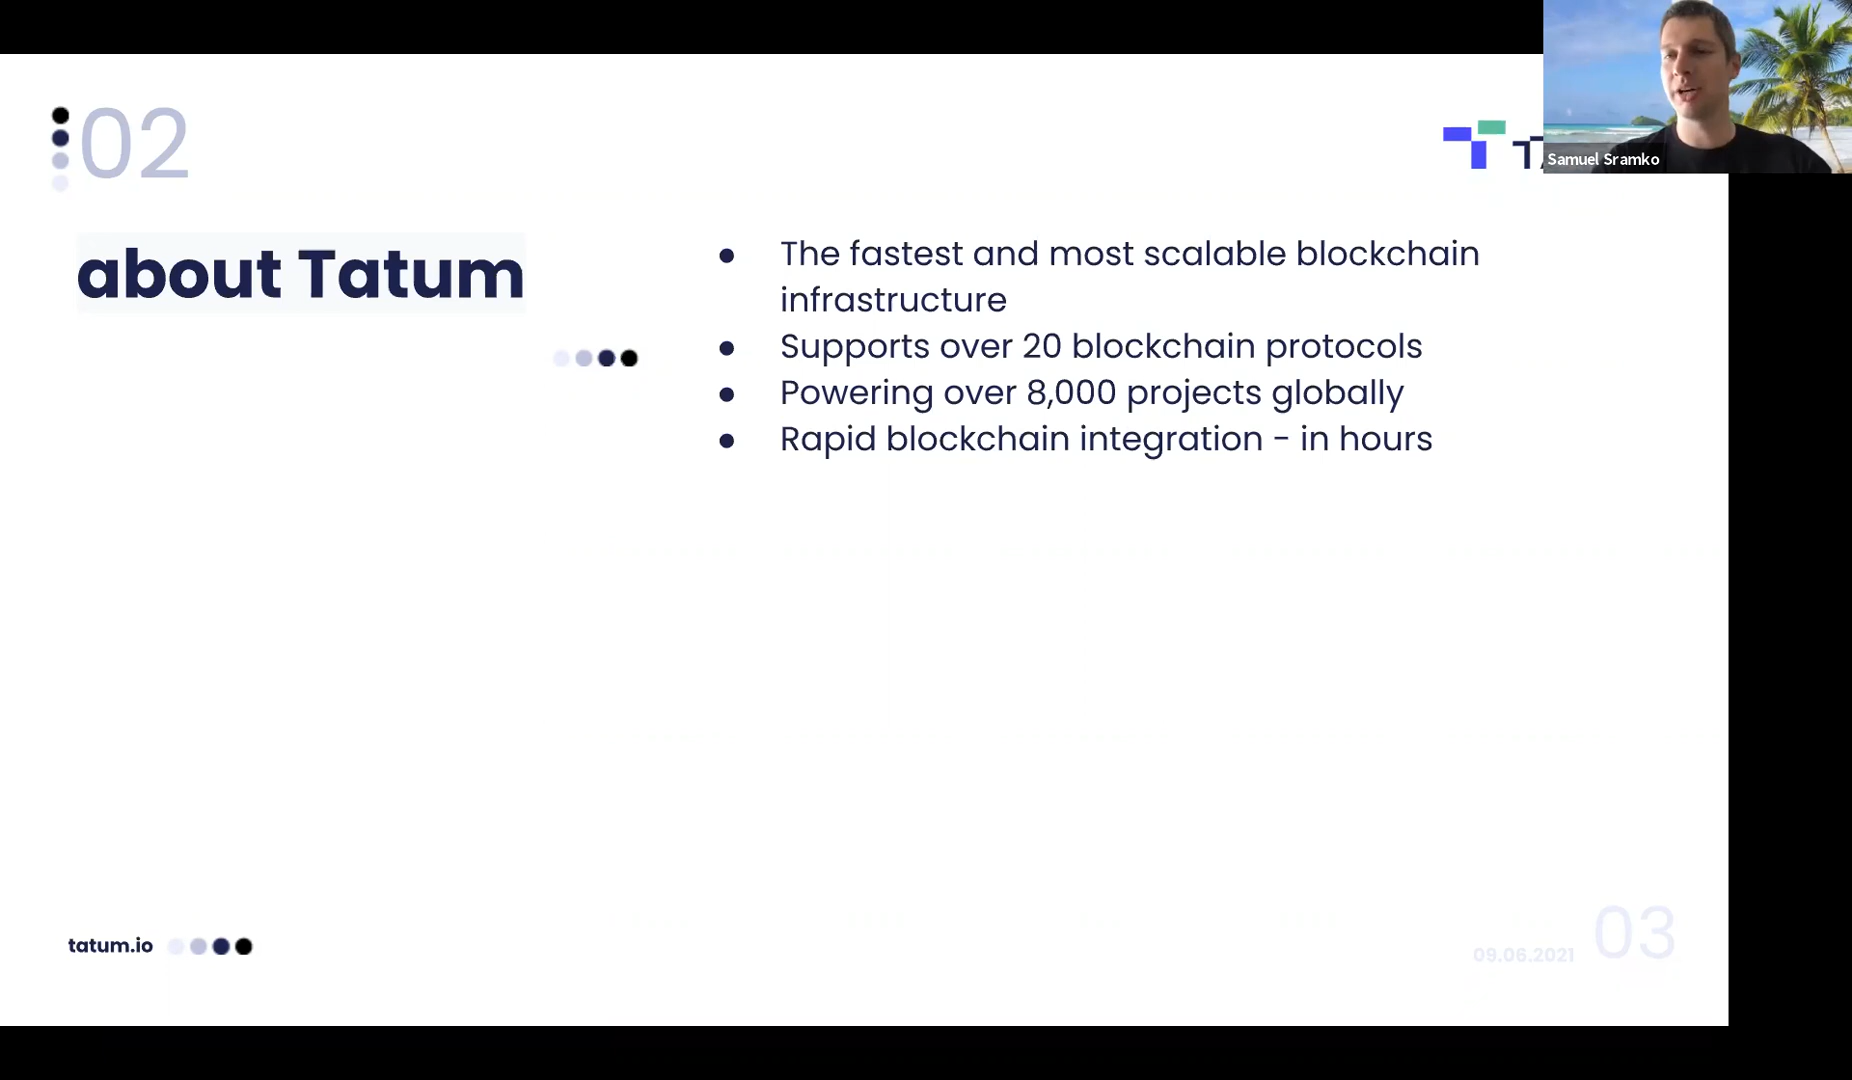 02
Samuel Sramko
about Tatum
● The fastest and most scalable blockchain
infrastructure
● Supports over 20 blockchain protocols
● Powering over 8,000 projects globally
● Rapid blockchain integration - in hours
tatum.io
09.06.2021
03